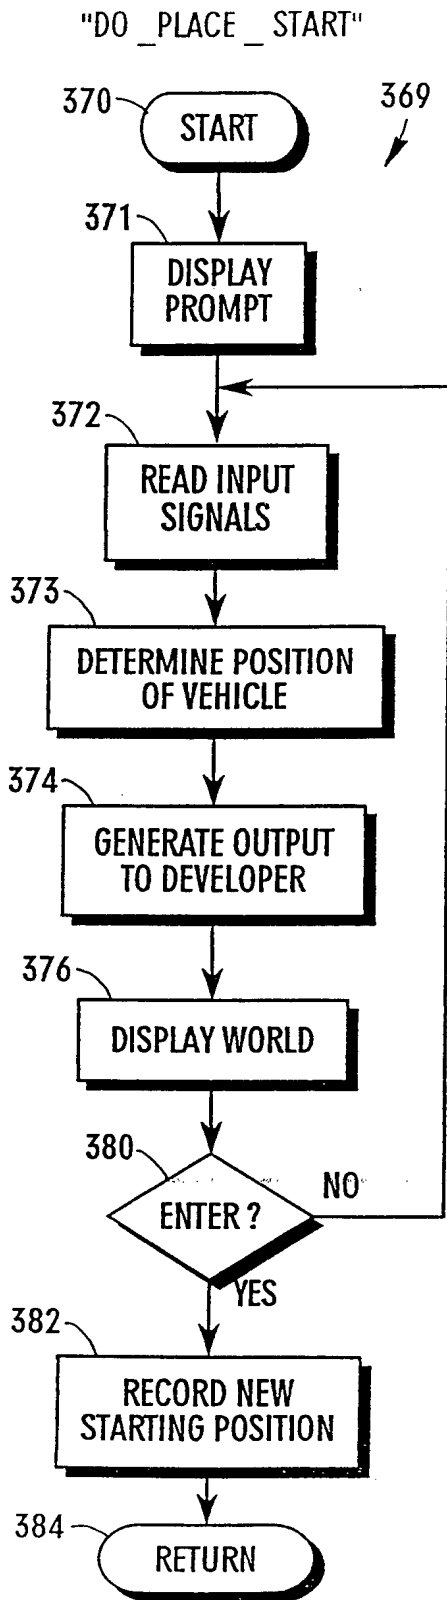 "DO_PLACE_START"
370
START
369
371
DISPLAY
PROMPT
372
READ INPUT
SIGNALS
373
DETERMINE POSITION
OF VEHICLE
374
GENERATE OUTPUT
TO DEVELOPER
376
DISPLAY WORLD
380
ENTER ?
NO
YES
382
RECORD NEW
STARTING POSITION
384
RETURN